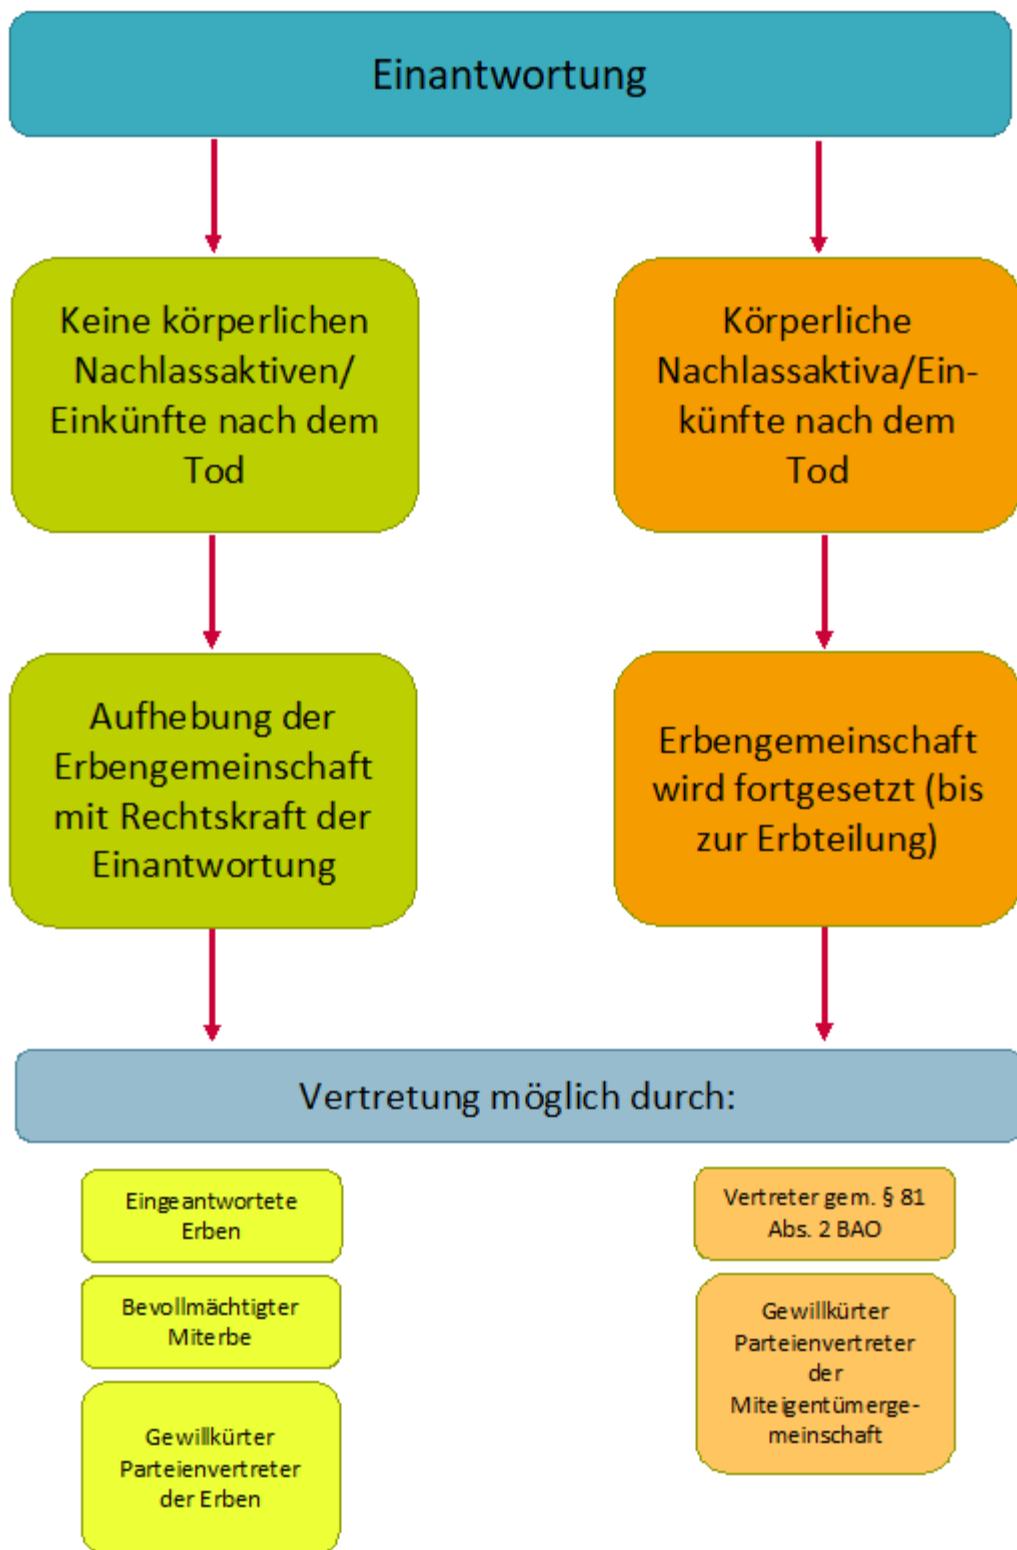 Einantwortung
Keine körperlichen
Nachlassaktiven/
Einkünfte nach dem
Tod
Körperliche
Nachlassaktiva/Ein-
künfte nach dem
Tod
Aufhebung der
Erbengemeinschaft
mit Rechtskraft der
Einantwortung
Erbengemeinschaft
wird fortgesetzt (bis
zur Erbteilung)
Vertretung möglich durch:
Eingeantwortete
Erben
Bevollmächtigter
Miterbe
Gewillkürter
Parteienvertreter
der Erben
Vertreter gem. § 81
Abs. 2 BAO
Gewillkürter
Parteienvertreter
der
Miteigentümerge-
meinschaft